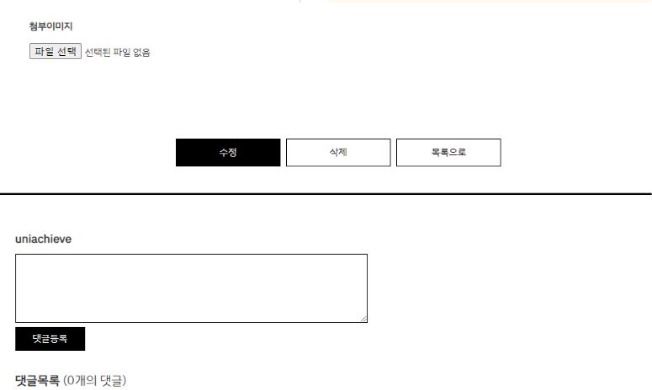 첨부이미지
파일 선택 선택된 파일 없음
수정 삭제 목록으로
uniachieve
댓글등록
댓글목록 (0개의 댓글)